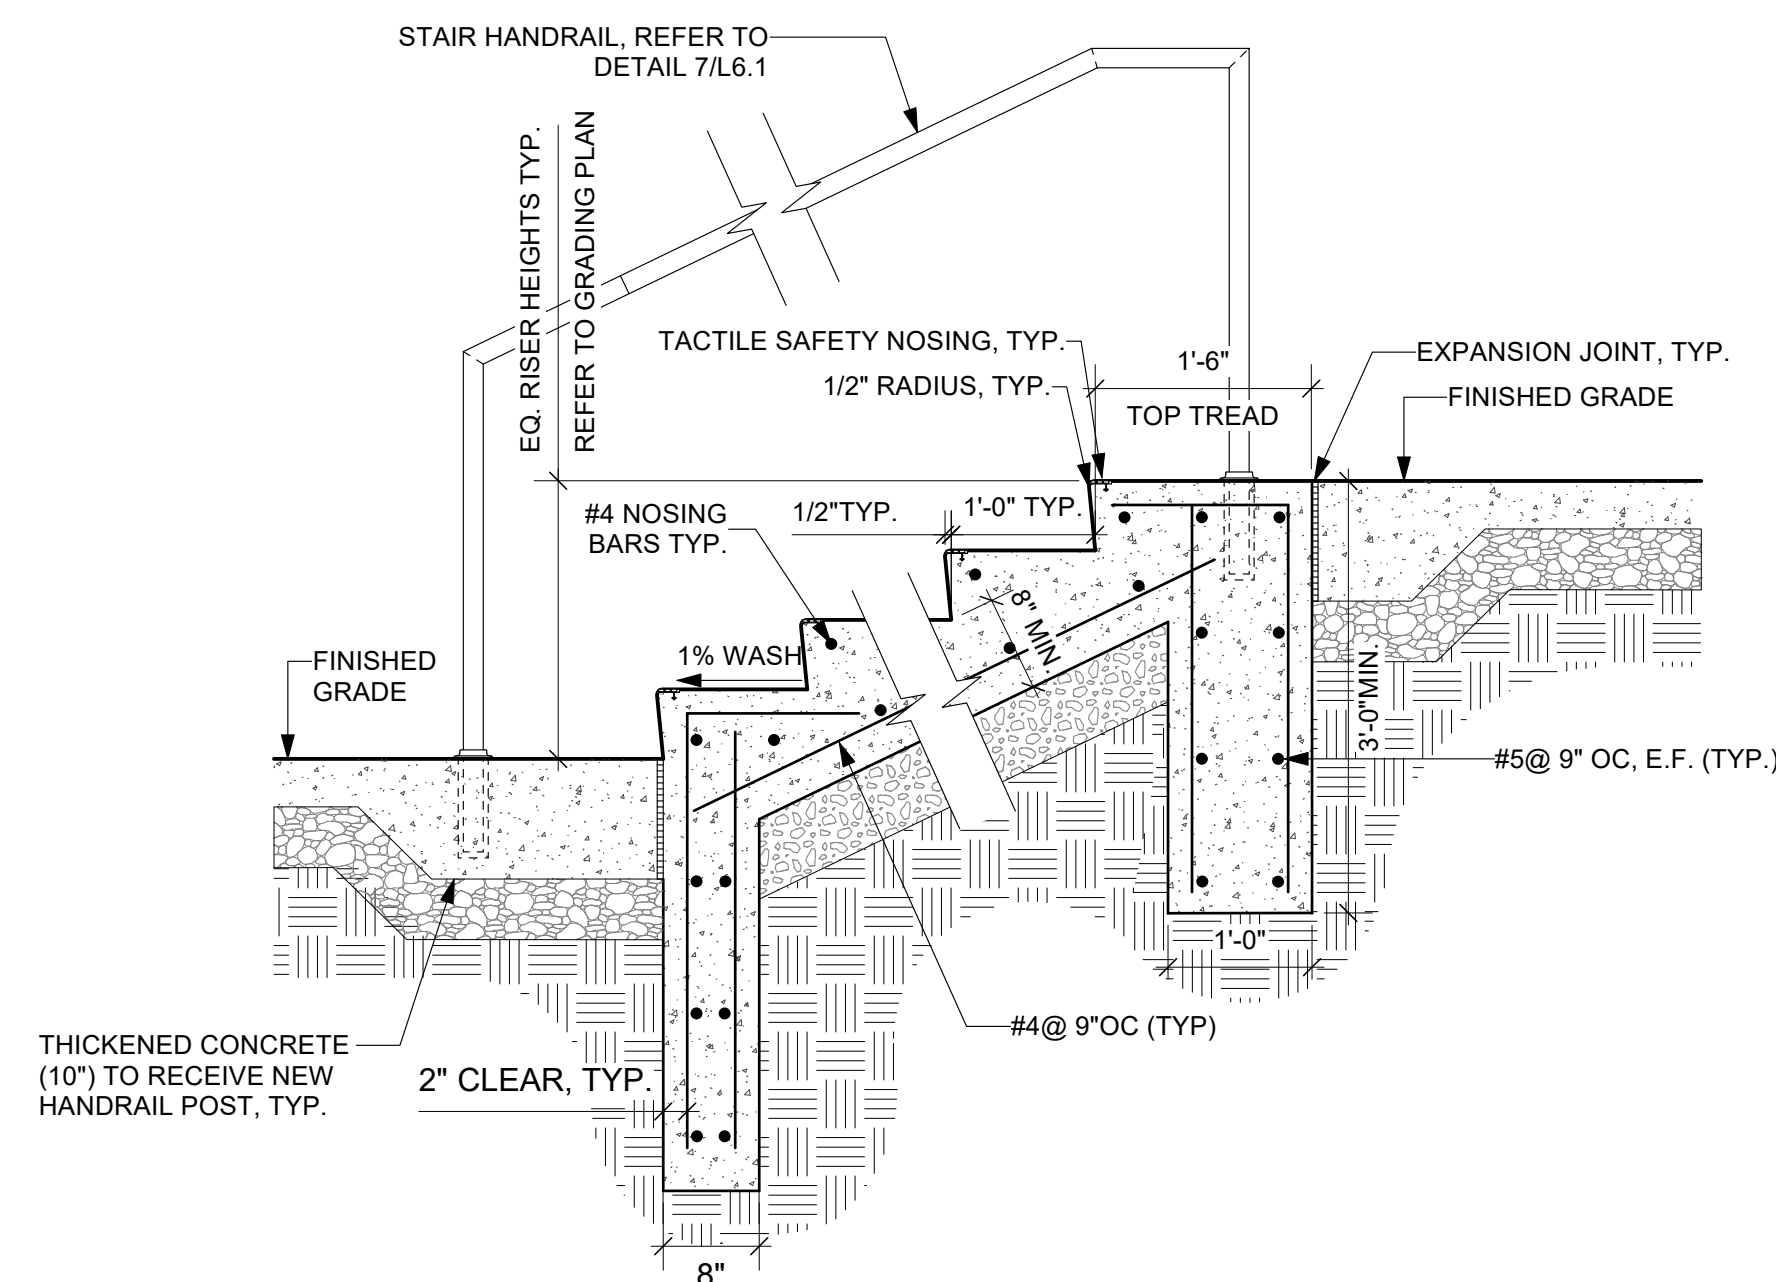 STAIR HANDRAIL, REFER TO
DETAIL 7/L6.1
EQ. RISER HEIGHTS TYP.
REFER TO GRADING PLAN
TACTILE SAFETY NOSING, TYP.
1/2" RADIUS, TYP.
1'-6"
TOP TREAD
EXPANSION JOINT, TYP.
FINISHED GRADE
#4 NOSING
BARS TYP.
1/2"TYP.
1'-0" TYP.
8" MIN.
1% WASH
FINISHED
GRADE
3'-0"MIN.
#5@ 9" OC, E.F. (TYP.)
1'-0"
#4@ 9"OC (TYP)
THICKENED CONCRETE
(10") TO RECEIVE NEW
HANDRAIL POST, TYP.
2" CLEAR, TYP.
8"